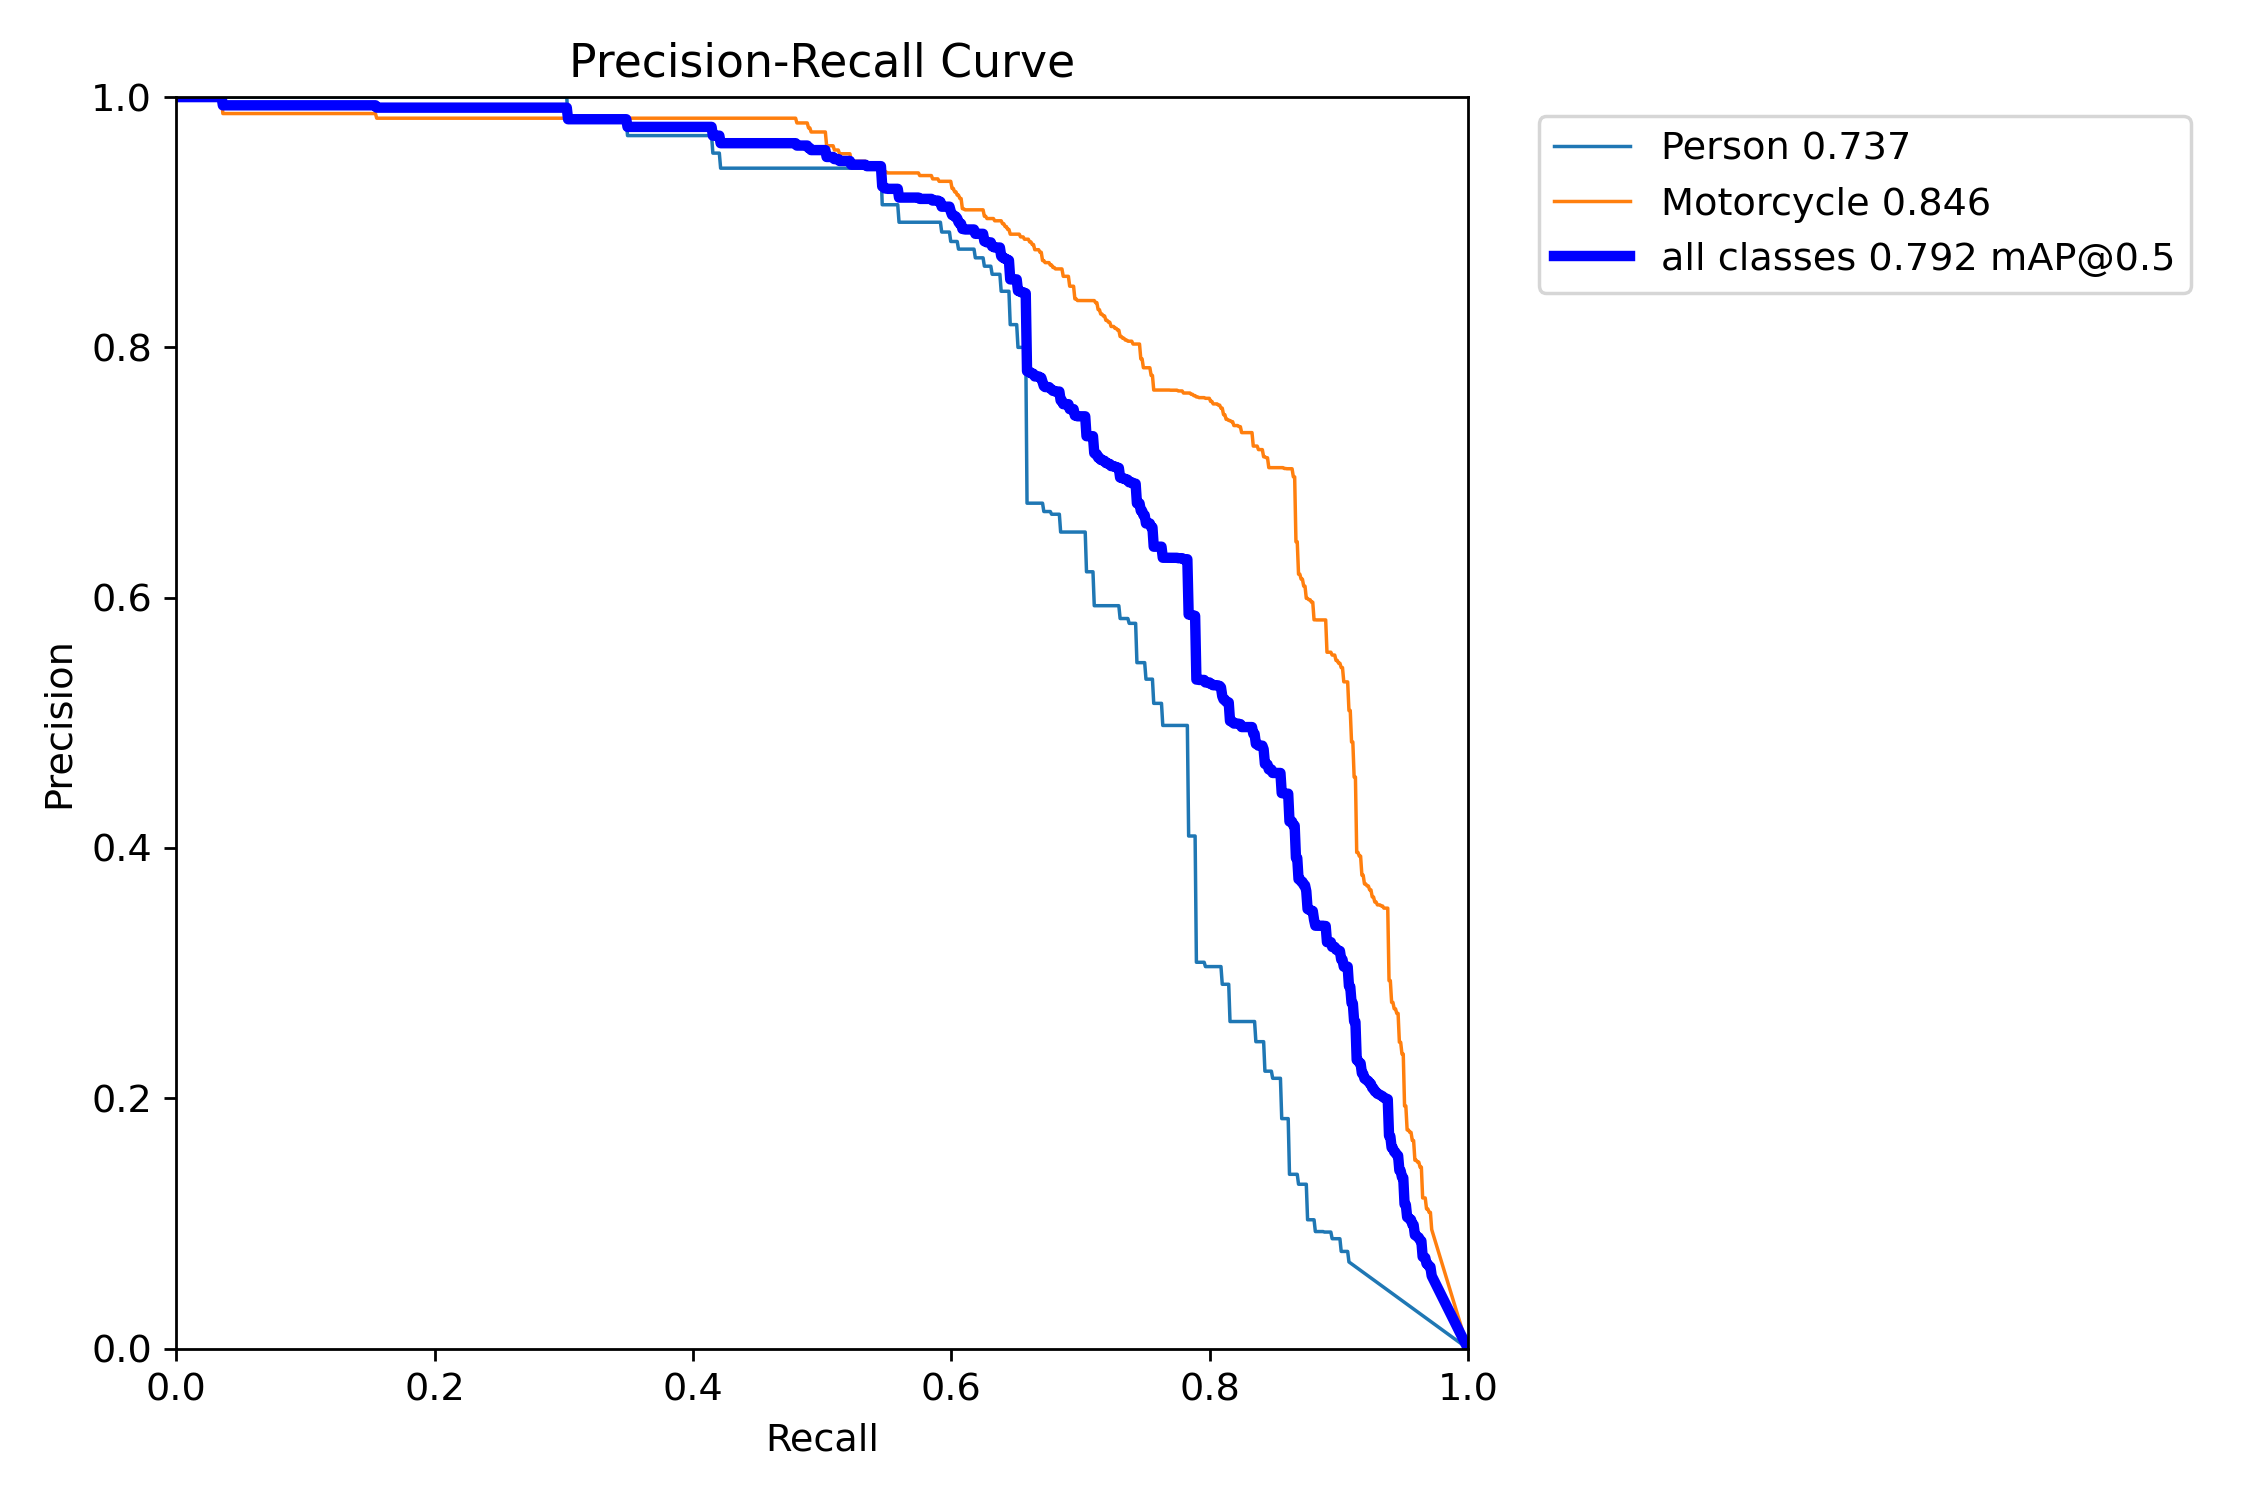 Precision-Recall Curve
Person 0.737
Motorcycle 0.846
all classes 0.792 mAP@0.5
Precision
1.0
0.8
0.6
0.4
0.2
0.0
0.0 0.2 0.4 0.6 0.8 1.0
Recall